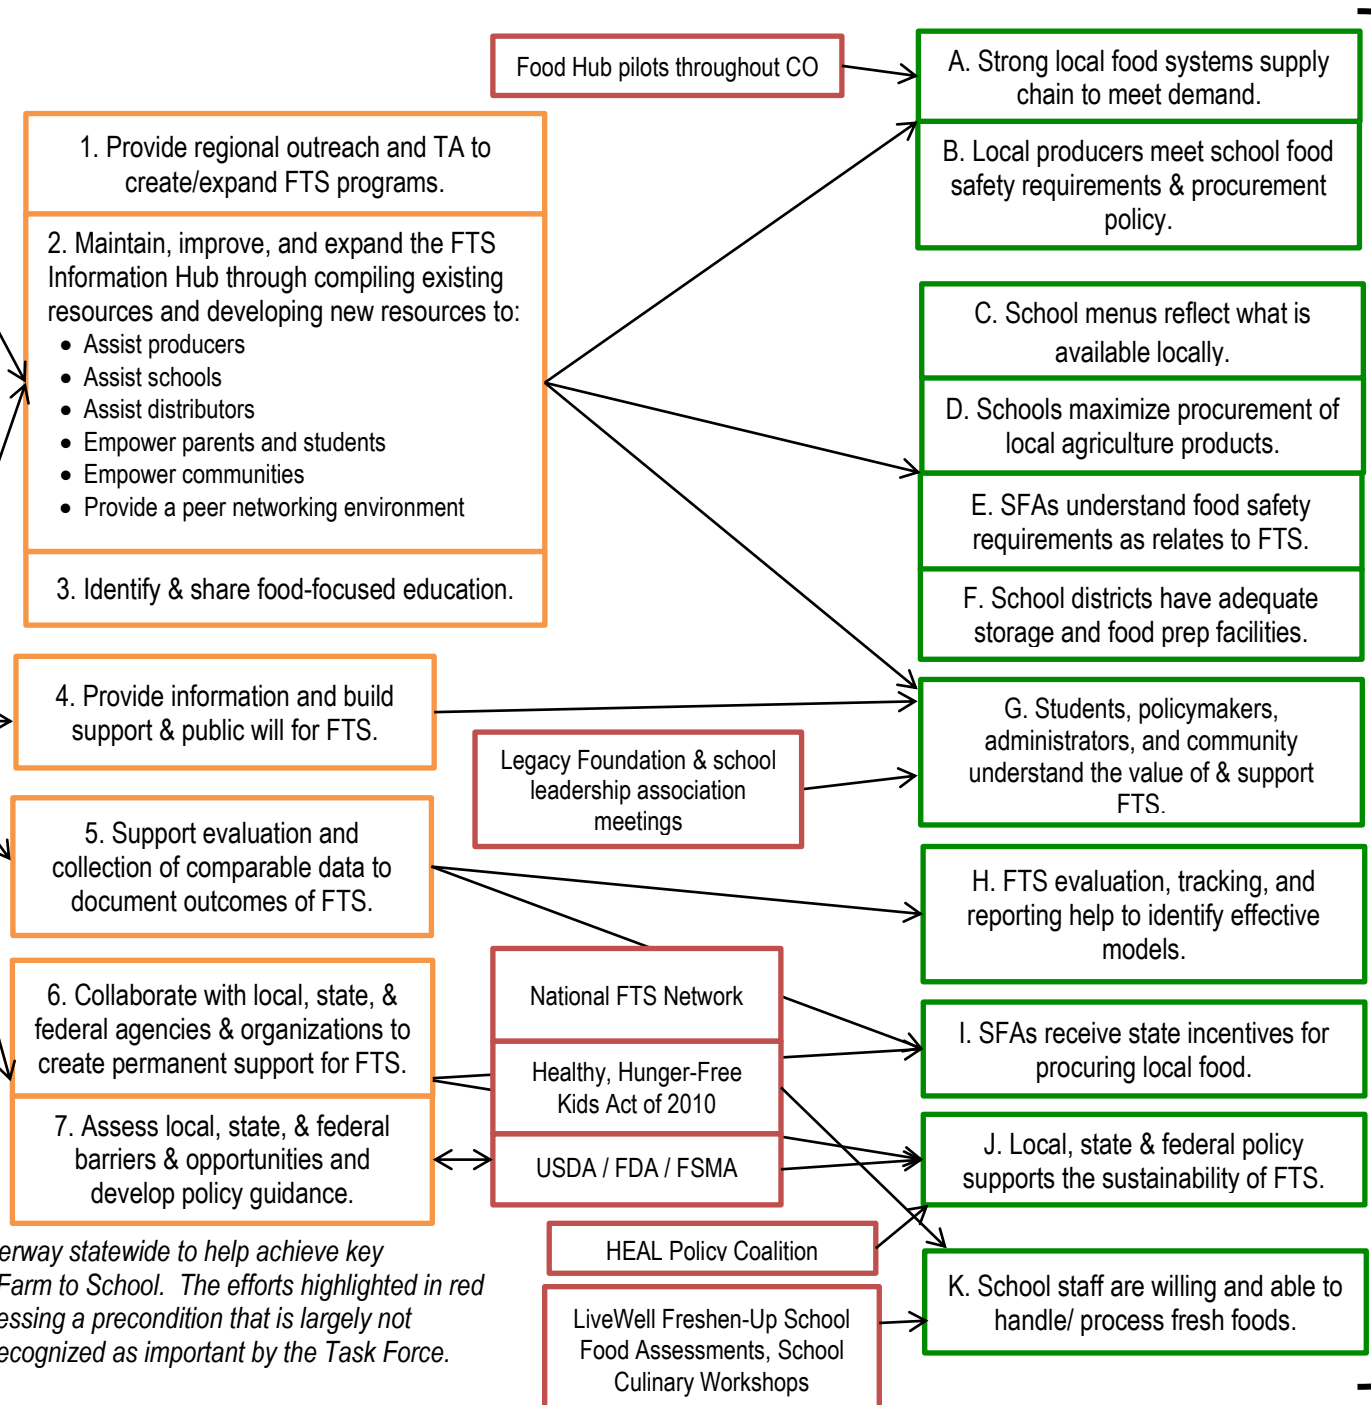 Food Hub pilots throughout CO
A. Strong local food systems supply
chain to meet demand.
B. Local producers meet school food
safety requirements & procurement
policy.
1. Provide regional outreach and TA to
create/expand FTS programs.
2. Maintain, improve, and expand the FTS
Information Hub through compiling existing
resources and developing new resources to:
• Assist producers
• Assist schools
• Assist distributors
• Empower parents and students
• Empower communities
• Provide a peer networking environment
3. Identify & share food-focused education.
C. School menus reflect what is
available locally.
D. Schools maximize procurement of
local agriculture products.
E. SFAs understand food safety
requirements as relates to FTS.
F. School districts have adequate
storage and food prep facilities.
4. Provide information and build
support & public will for FTS.
Legacy Foundation & school
leadership association
meetings
G. Students, policymakers,
administrators, and community
understand the value of & support
FTS.
5. Support evaluation and
collection of comparable data to
document outcomes of FTS.
H. FTS evaluation, tracking, and
reporting help to identify effective
models.
6. Collaborate with local, state, &
federal agencies & organizations to
create permanent support for FTS.
7. Assess local, state, & federal
barriers & opportunities and
develop policy guidance.
National FTS Network
Healthy, Hunger-Free
Kids Act of 2010
USDA / FDA / FSMA
I. SFAs receive state incentives for
procuring local food.
J. Local, state & federal policy
supports the sustainability of FTS.
HEAL Policy Coalition
K. School staff are willing and able to
handle/ process fresh foods.
LiveWell Freshen-Up School
Food Assessments, School
Culinary Workshops
erway statewide to help achieve key
Farm to School. The efforts highlighted in red
essing a precondition that is largely not
ecognized as important by the Task Force.